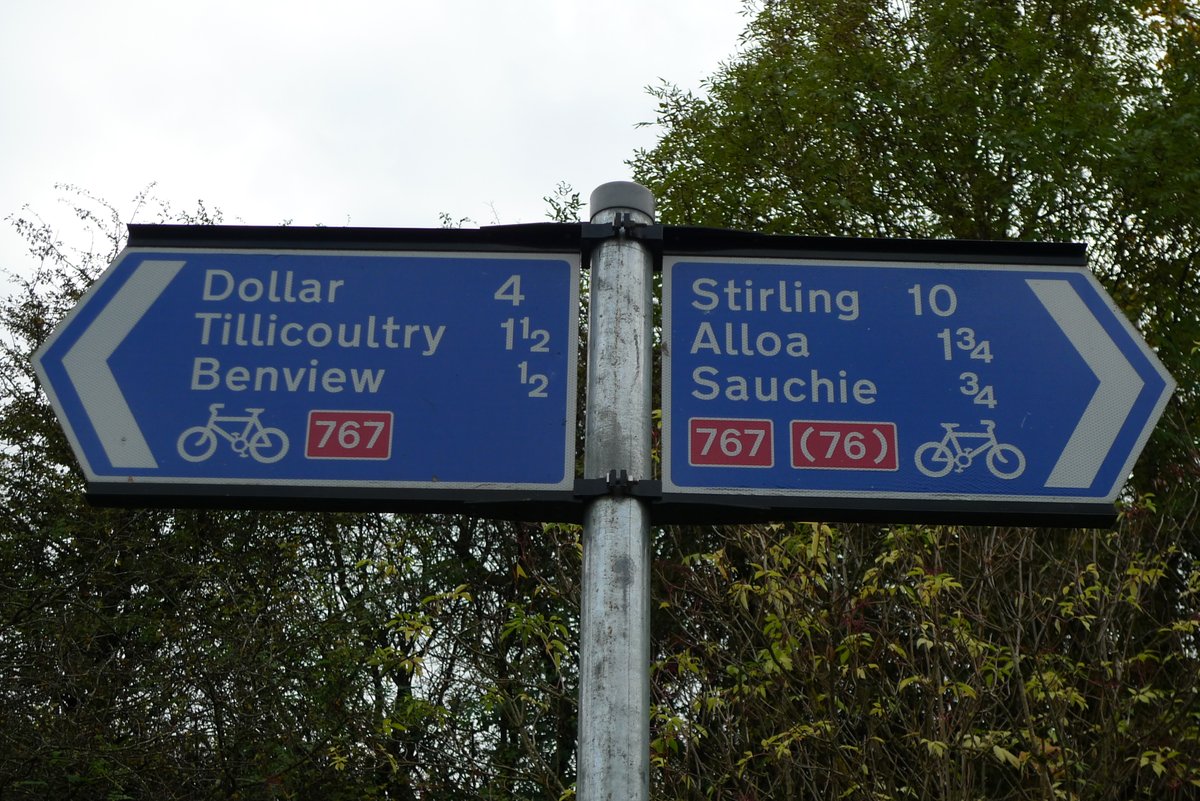 Dollar 4
Tillicoultry 1½
Benview ½
767
Stirling 10
Alloa 1¾
Sauchie ¾
767 (76)